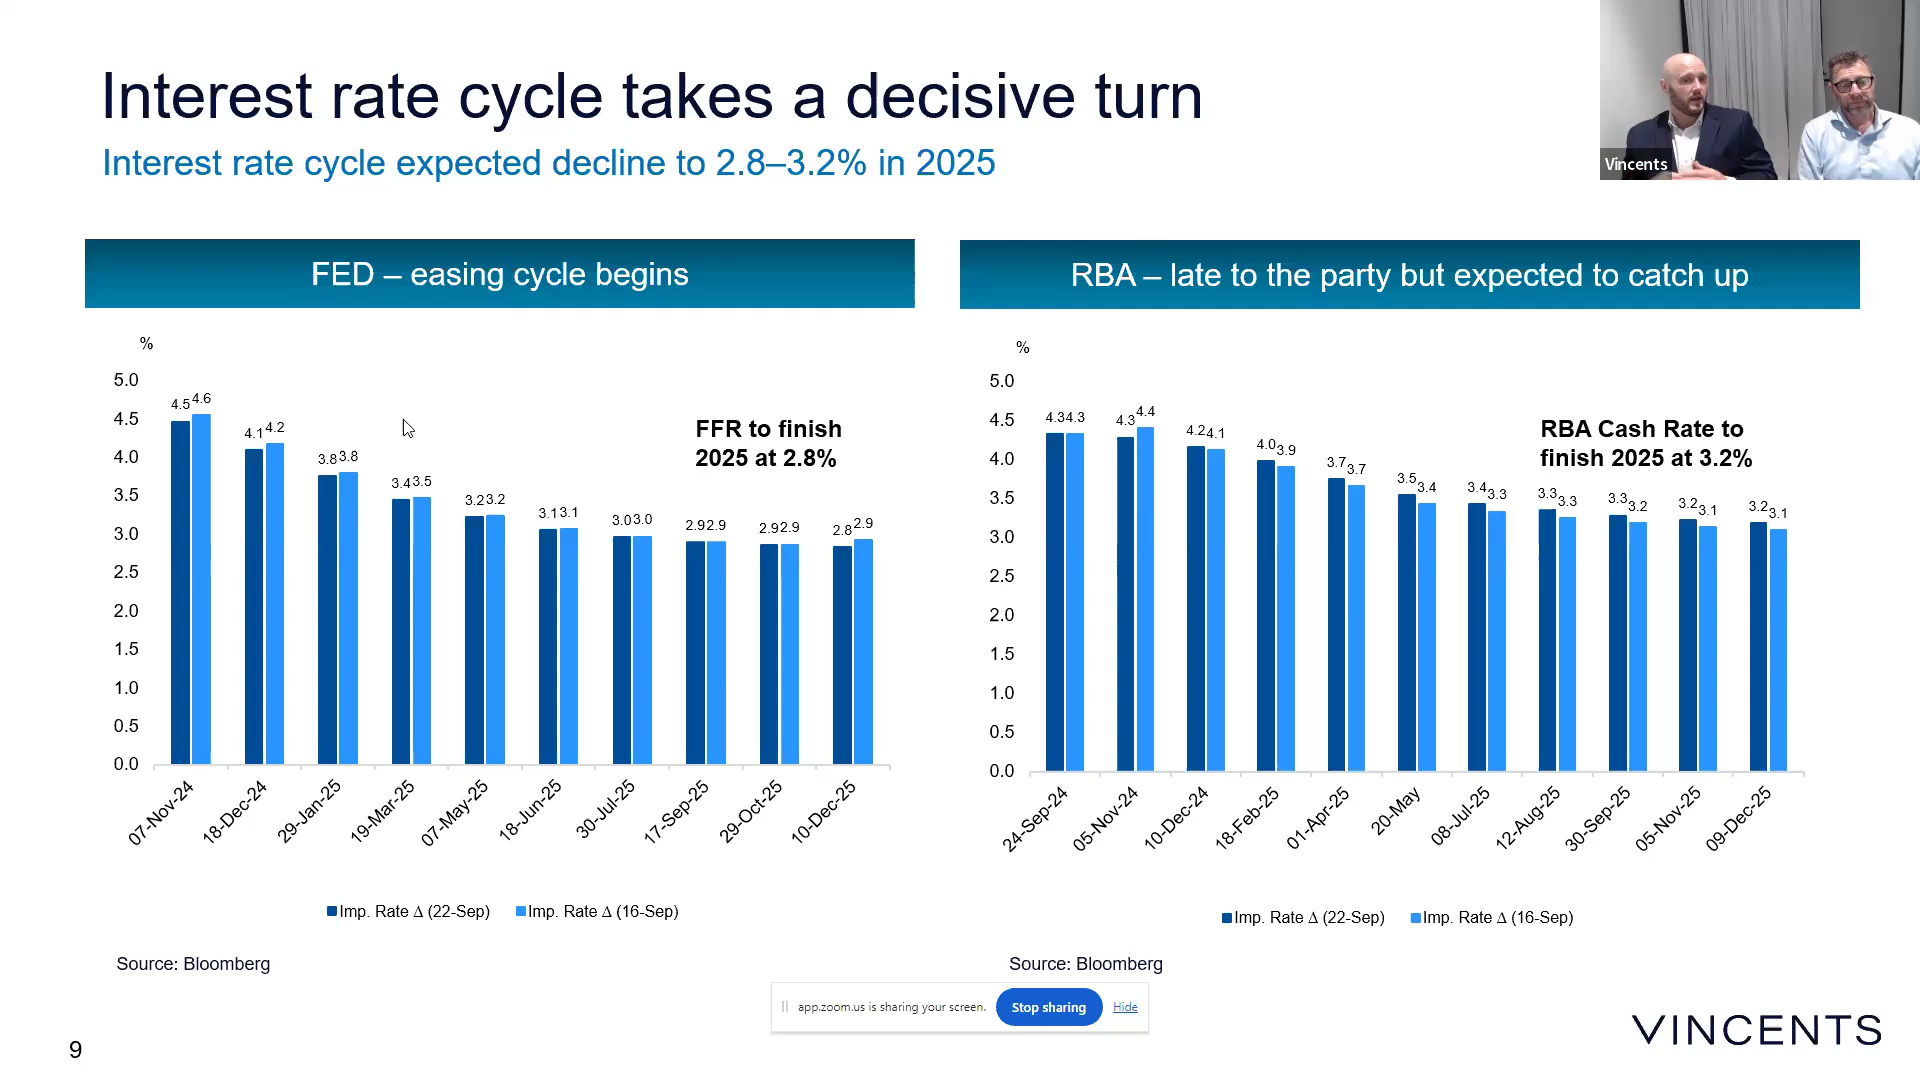 Interest rate cycle takes a decisive turn
Interest rate cycle expected decline to 2.8–3.2% in 2025
Vincents
FED – easing cycle begins
%
5.0
4.5
4.0
3.5
3.0
2.5
2.0
1.5
1.0
0.5
0.0
4.5 4.6
4.1 4.2
3.8 3.8
3.4 3.5
3.2 3.2
3.1 3.1
3.0 3.0
2.9 2.9
2.9 2.9
2.8 2.9
FFR to finish
2025 at 2.8%
07-Nov-24
18-Dec-24
29-Jan-25
19-Mar-25
07-May-25
18-Jun-25
30-Jul-25
17-Sep-25
29-Oct-25
10-Dec-25
Imp. Rate Δ (22-Sep) Imp. Rate Δ (16-Sep)
Source: Bloomberg
RBA – late to the party but expected to catch up
%
5.0
4.5
4.0
3.5
3.0
2.5
2.0
1.5
1.0
0.5
0.0
4.3 4.3
4.3 4.4
4.2 4.1
4.0 3.9
3.7 3.7
3.5 3.4
3.4 3.3
3.3 3.3
3.3 3.2
3.2 3.1
3.2 3.1
RBA Cash Rate to
finish 2025 at 3.2%
24-Sep-24
05-Nov-24
10-Dec-24
18-Feb-25
01-Apr-25
20-May
08-Jul-25
12-Aug-25
30-Sep-25
05-Nov-25
09-Dec-25
Imp. Rate Δ (22-Sep) Imp. Rate Δ (16-Sep)
Source: Bloomberg
app.zoom.us is sharing your screen. Stop sharing Hide
VINCENTS
9